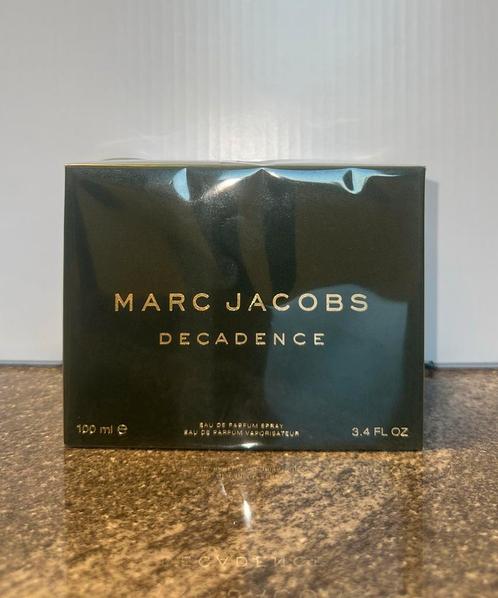 MARC JACOBS
DECADENCE
EAU DE PARFUM SPRAY
EAU DE PARFUM VAPORISATEUR
100 ml ℮
3.4 FL OZ